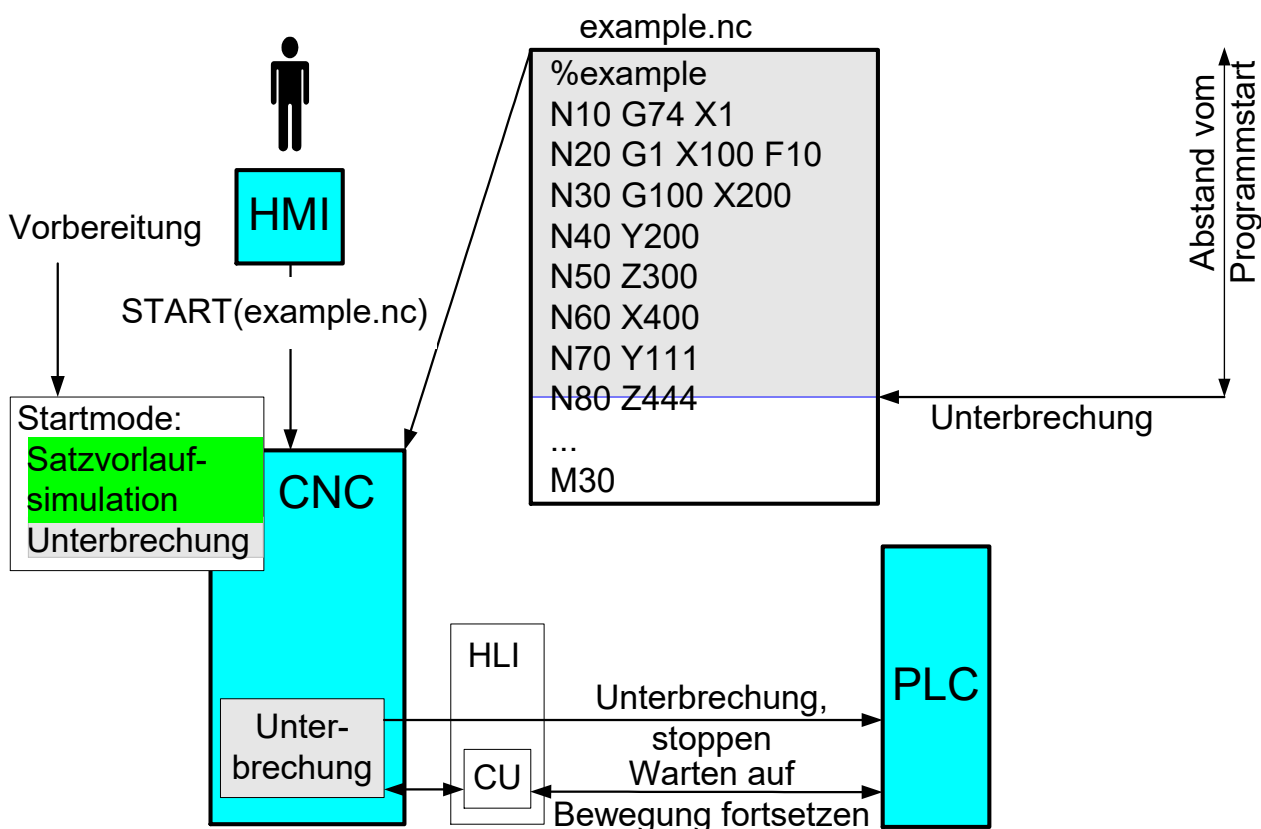 example.nc
%example
N10 G74 X1
N20 G1 X100 F10
N30 G100 X200
N40 Y200
N50 Z300
N60 X400
N70 Y111
N80 Z444
...
M30
Abstand vom
Programmstart
HMI
Vorbereitung
START(example.nc)
Unterbrechung
Startmode:
Satzvorlauf-
simulation
Unterbrechung
CNC
HLI
PLC
Unter-
brechung
CU
Unterbrechung,
stoppen
Warten auf
Bewegung fortsetzen